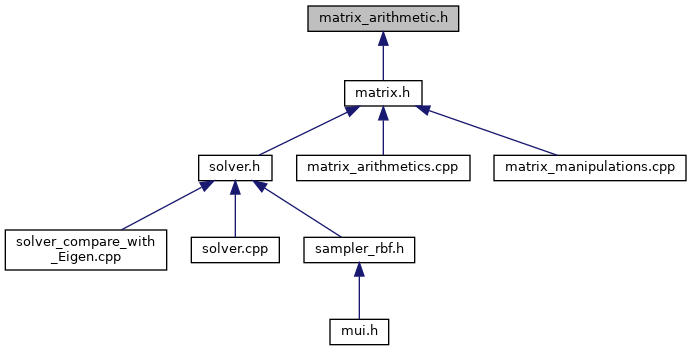 matrix_arithmetic.h
matrix.h
solver.h
matrix_arithmetics.cpp
matrix_manipulations.cpp
solver_compare_with
_Eigen.cpp
solver.cpp
sampler_rbf.h
mui.h